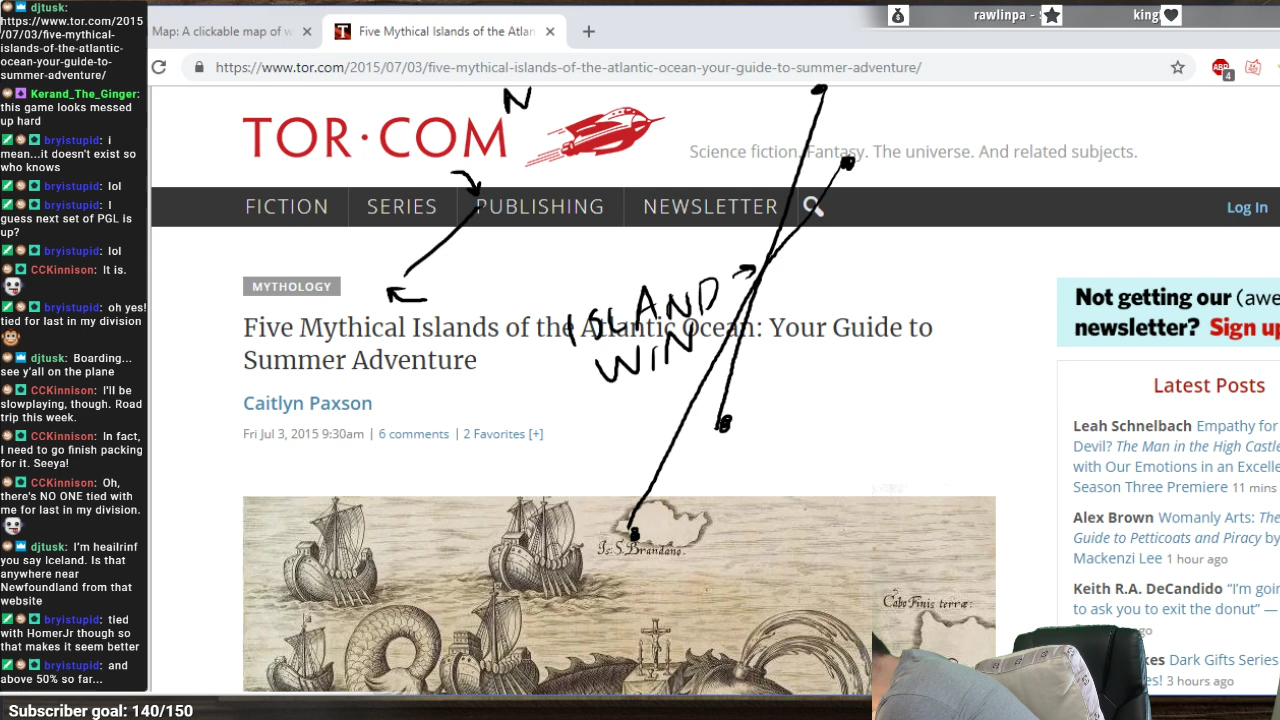 djtusk:
https://www.tor.com/2015
/07/03/five-mythical-
islands-of-the-atlantic-
ocean-your-guide-to-
summer-adventure/
Kerand_The_Ginger:
this game looks messed
up hard
bryistupid: i
mean...it doesn't exist so
who knows
bryistupid: lol
bryistupid: I
guess next set of PGL is
up?
bryistupid: lol
CCKinnison: It is.
bryistupid: oh yes!
tied for last in my division
djtusk: Boarding...
see y'all on the plane
CCKinnison: I'll be
slowplaying, though. Road
trip this week.
CCKinnison: In fact,
I need to go finish packing
for it. Seeya!
CCKinnison: Oh,
there's NO ONE tied with
me for last in my division.
djtusk: I'm heailrinf
you say Iceland. Is that
anywhere near
Newfoundland from that
website
bryistupid: tied
with HomerJr though so
that makes it seem better
bryistupid: and
above 50% so far...
Subscriber goal: 140/150
Map: A clickable map of w
T Five Mythical Islands of the Atlan
rawlinpa -
king
https://www.tor.com/2015/07/03/five-mythical-islands-of-the-atlantic-ocean-your-guide-to-summer-adventure/
ABP
4
N
TOR·COM
Science fiction. Fantasy. The universe. And related subjects.
FICTION SERIES PUBLISHING NEWSLETTER
Log In
MYTHOLOGY
Five Mythical Islands of the Atlantic Ocean: Your Guide to
Summer Adventure
ISLAND
WIN
Caitlyn Paxson
Fri Jul 3, 2015 9:30am | 6 comments | 2 Favorites [+]
Is: S. Brandano.
Cabo Finis terræ:
Not getting our (awe
newsletter? Sign up
Latest Posts
Leah Schnelbach Empathy for
Devil? The Man in the High Castle
with Our Emotions in an Excelle
Season Three Premiere 11 mins
Alex Brown Womanly Arts: The
Guide to Petticoats and Piracy by
Mackenzi Lee 1 hour ago
Keith R.A. DeCandido "I'm goin
to ask you to exit the donut" —
go
kes Dark Gifts Series
es! 3 hours ago